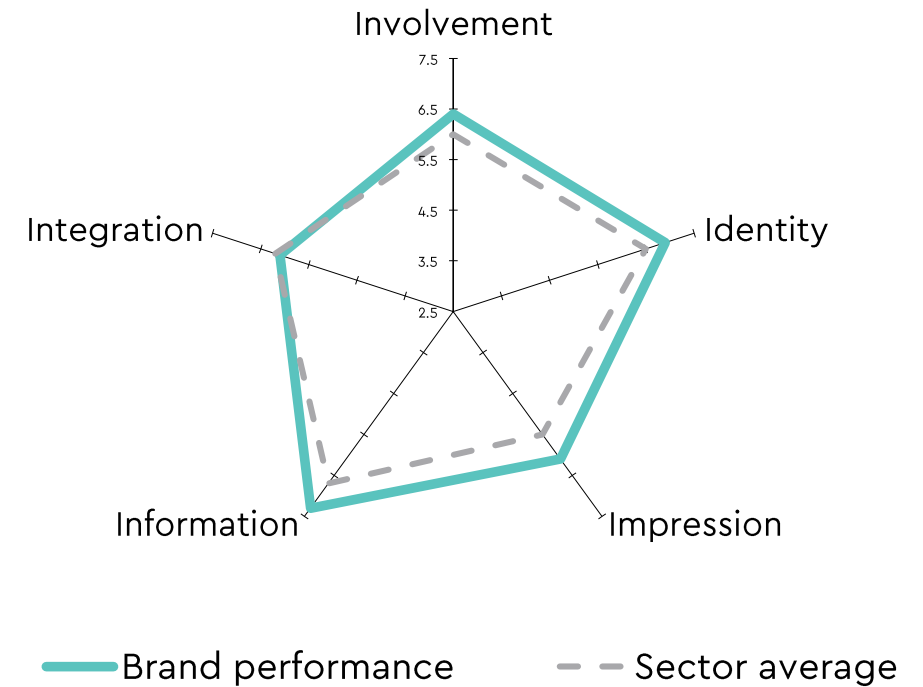 Involvement
7.5
6.5
5.5
4.5
3.5
2.5
Integration
Identity
Information
Impression
Brand performance
Sector average